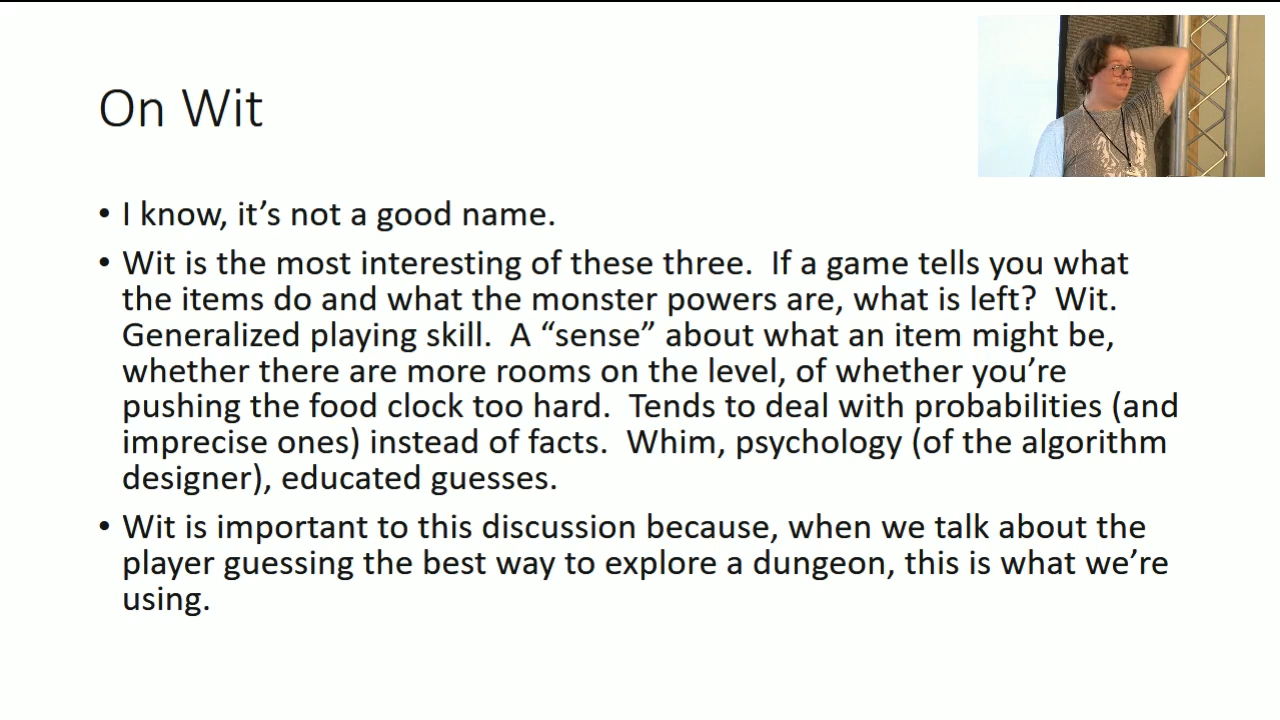 On Wit
• I know, it’s not a good name.
• Wit is the most interesting of these three.  If a game tells you what
the items do and what the monster powers are, what is left?  Wit.
Generalized playing skill.  A “sense” about what an item might be,
whether there are more rooms on the level, of whether you’re
pushing the food clock too hard.  Tends to deal with probabilities (and
imprecise ones) instead of facts.  Whim, psychology (of the algorithm
designer), educated guesses.
• Wit is important to this discussion because, when we talk about the
player guessing the best way to explore a dungeon, this is what we’re
using.